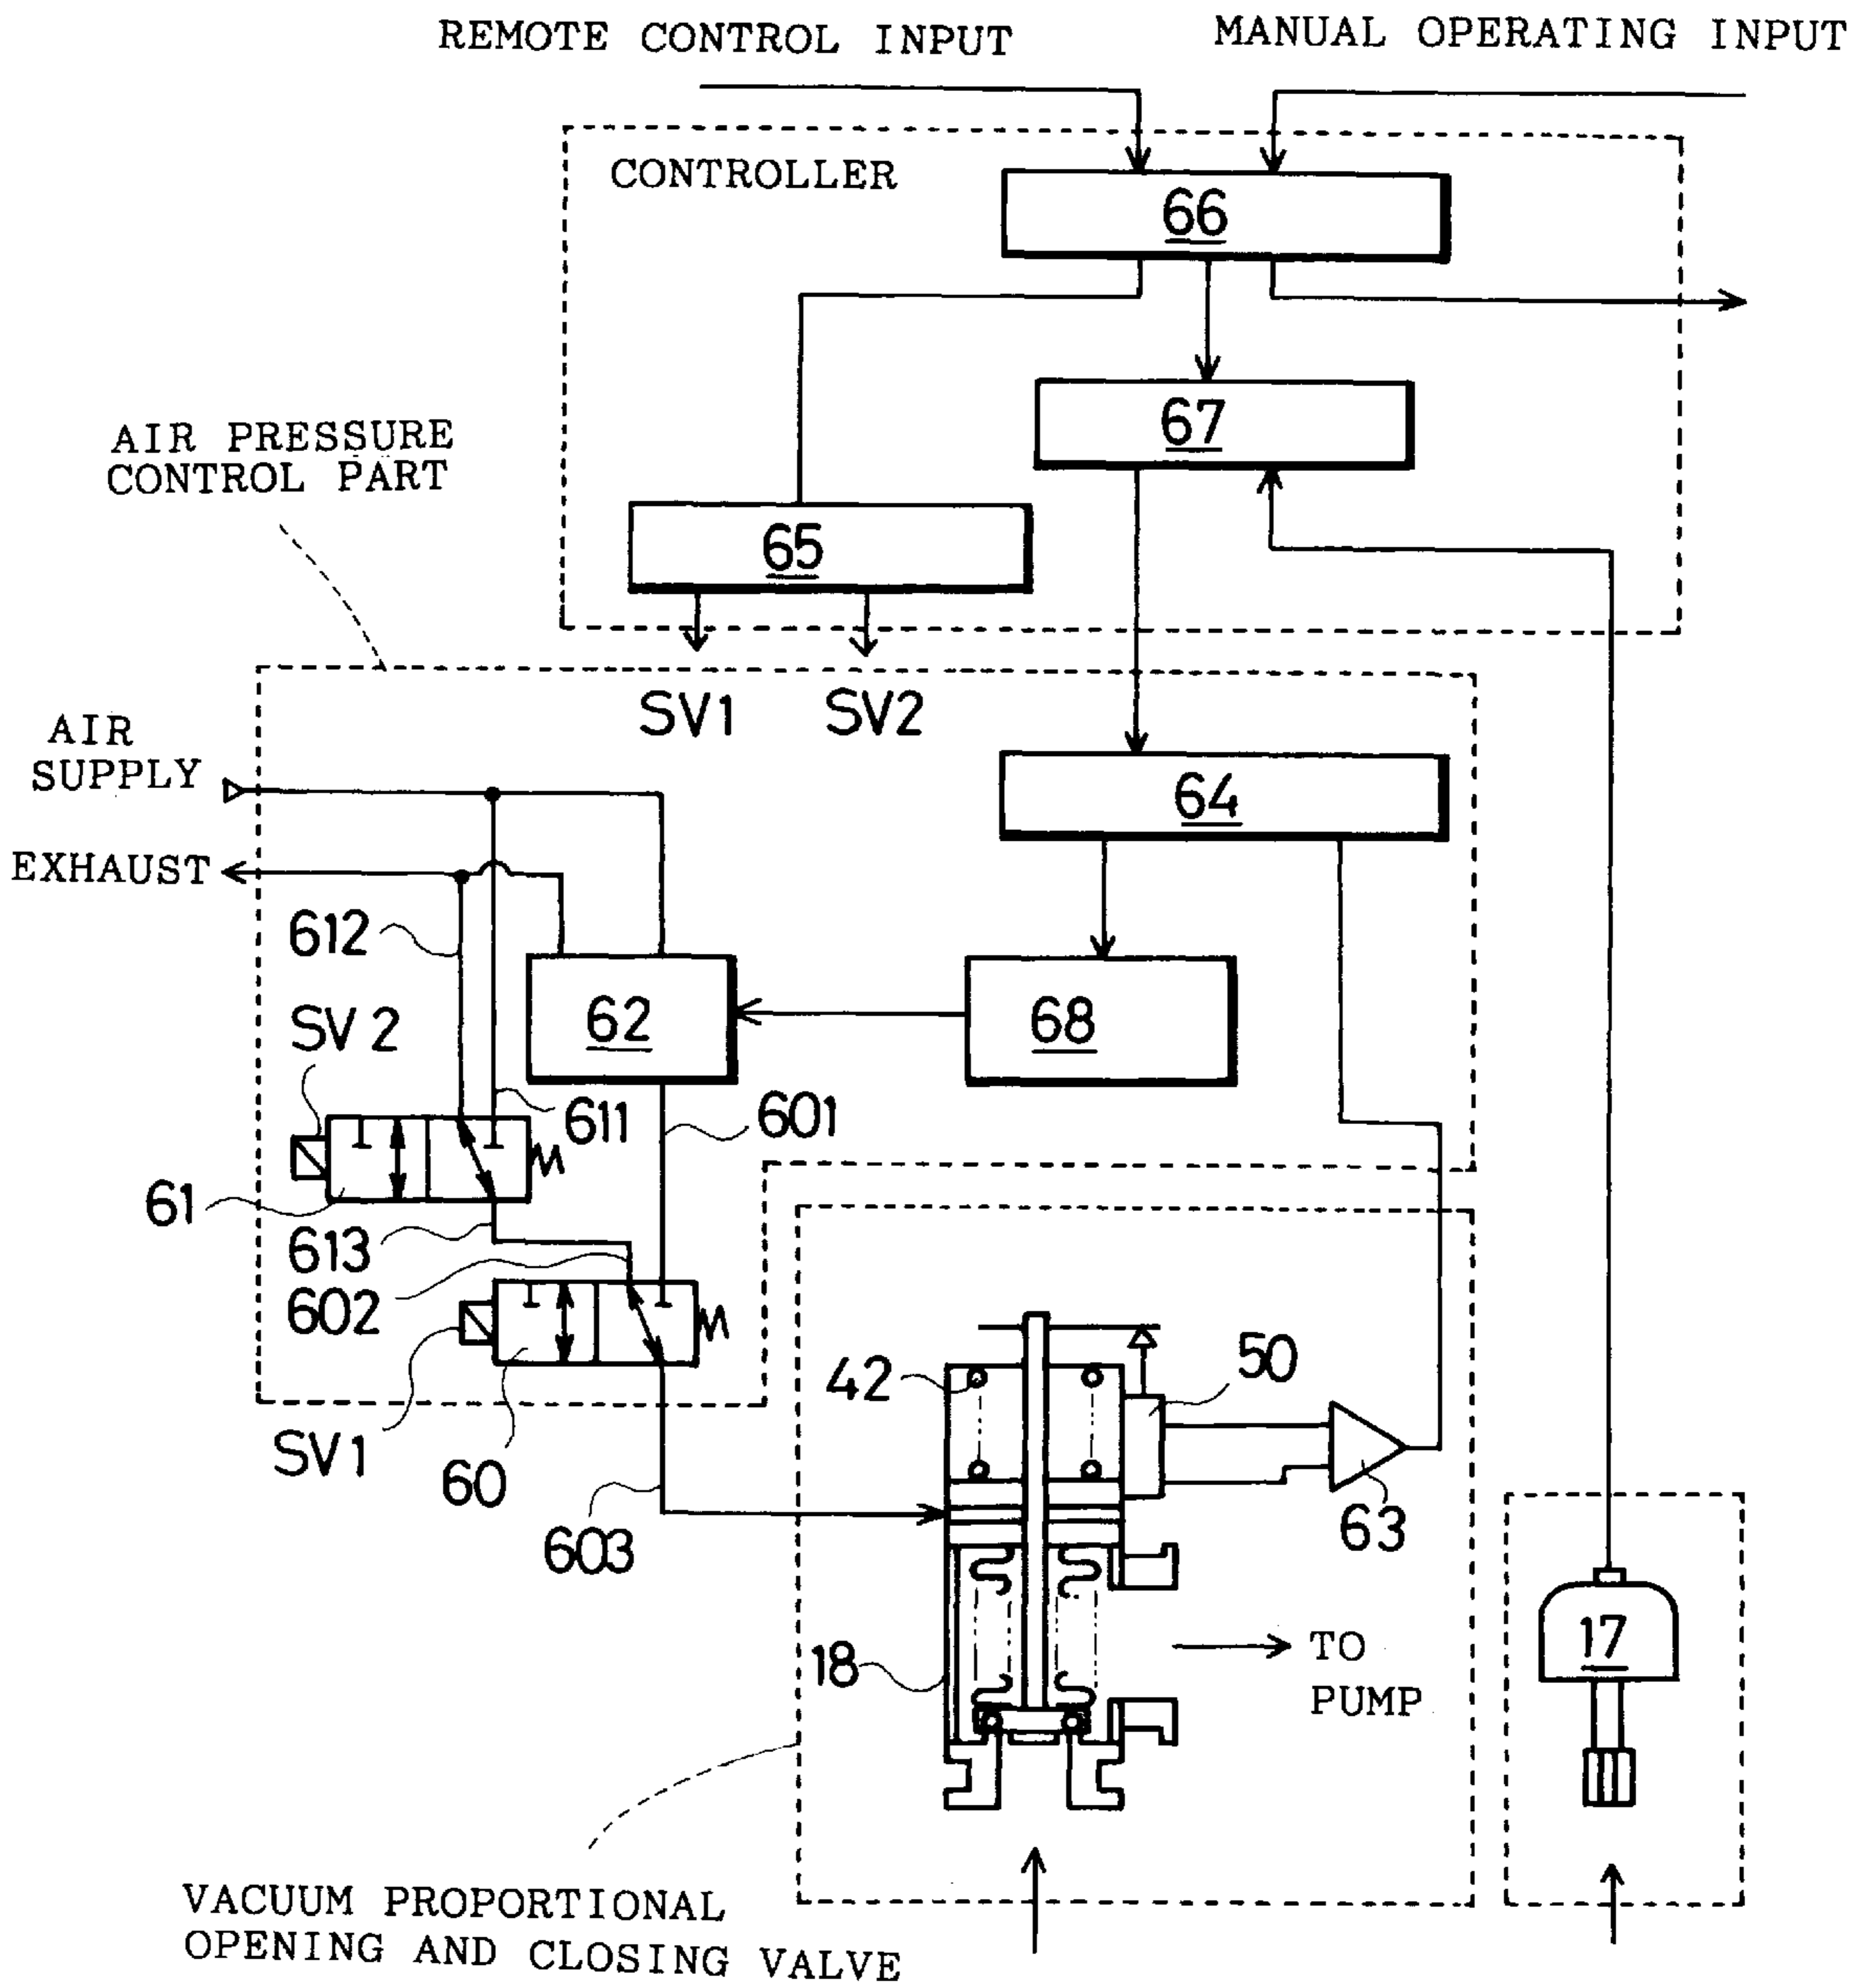 REMOTE CONTROL INPUT
MANUAL OPERATING INPUT
CONTROLLER
66
67
AIR PRESSURE
CONTROL PART
65
SV1
SV2
AIR
SUPPLY
64
EXHAUST
612
62
68
SV2
611
601
61
613
602
42
50
SV1
60
603
63
18
17
TO
PUMP
VACUUM PROPORTIONAL
OPENING AND CLOSING VALVE